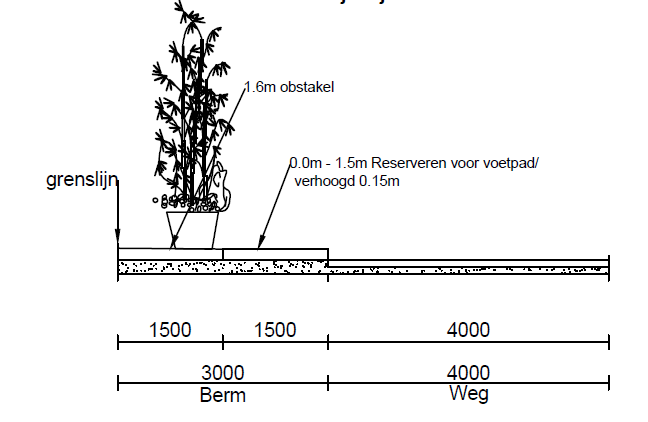 1.6m obstakel
0.0m - 1.5m Reserveren voor voetpad/
verhoogd 0.15m
grenslijn
1500 1500 4000
3000 4000
Berm Weg